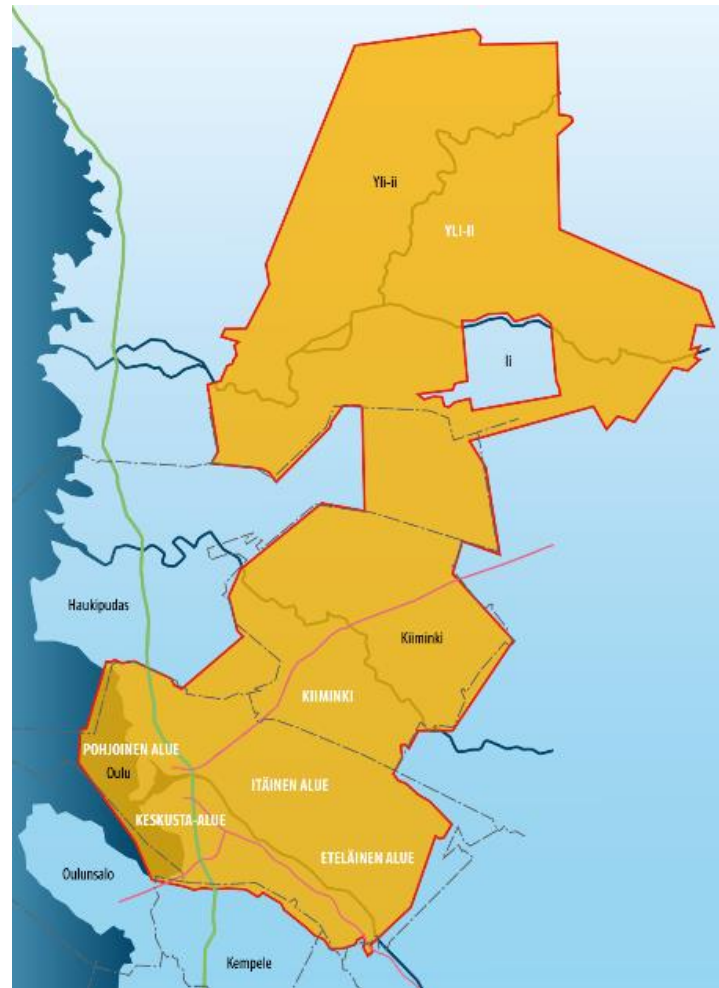 Yli-ii
YLI-II
Ii
Haukipudas
Kiiminki
KIIMINKI
POHJOINEN ALUE
Oulu
ITÄINEN ALUE
KESKUSTA-ALUE
ETELÄINEN ALUE
Oulunsalo
Kempele